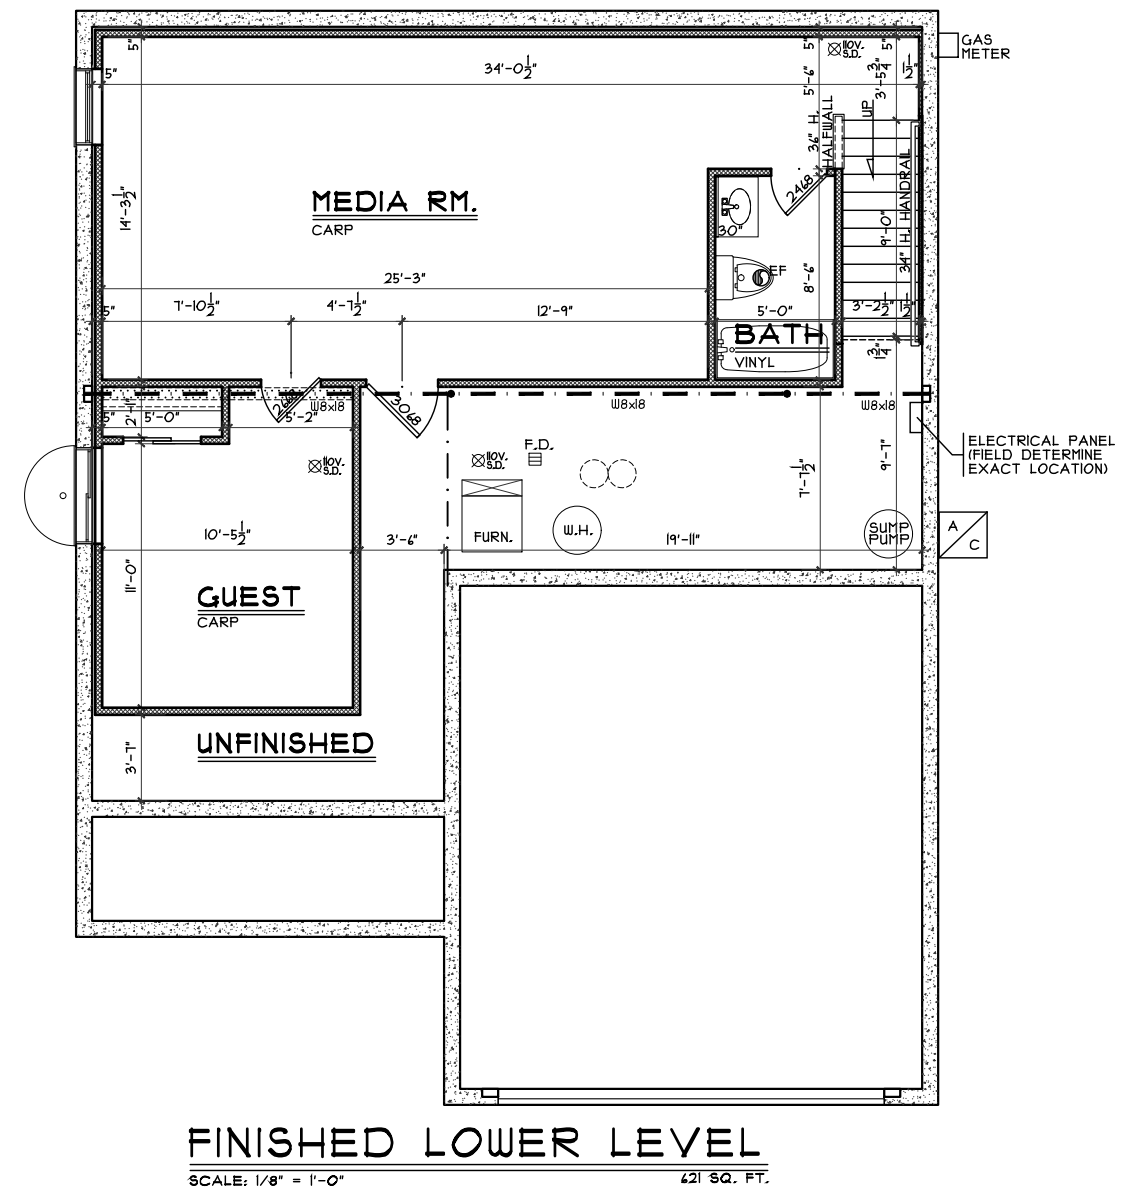 GAS
METER
110V.
S.D.
5"
5"
5"
34'-0 1/2"
5'-6"
3'-5 3/4"
1 1/2"
36" H.
HALFWALL
UP
14'-3 1/2"
MEDIA RM.
CARP
2468
30"
EF
8'-6"
9'-0"
34" H. HANDRAIL
25'-3"
5"
7'-10 1/2"
4'-7 1/2"
12'-9"
5'-0"
3'-2 1/2"
1 1/2"
BATH
VINYL
1 3/4"
2668
3068
W8x18
W8x18
W8x18
5"
5'-0"
5'-2"
110V.
S.D.
110V.
S.D.
F.D.
7'-7 1/2"
9'-7"
ELECTRICAL PANEL
(FIELD DETERMINE
EXACT LOCATION)
10'-5 1/2"
3'-6"
FURN.
W.H.
19'-11"
SUMP
PUMP
A
C
11'-0"
GUEST
CARP
UNFINISHED
3'-7"
FINISHED LOWER LEVEL
SCALE: 1/8" = 1'-0"
621 SQ. FT.